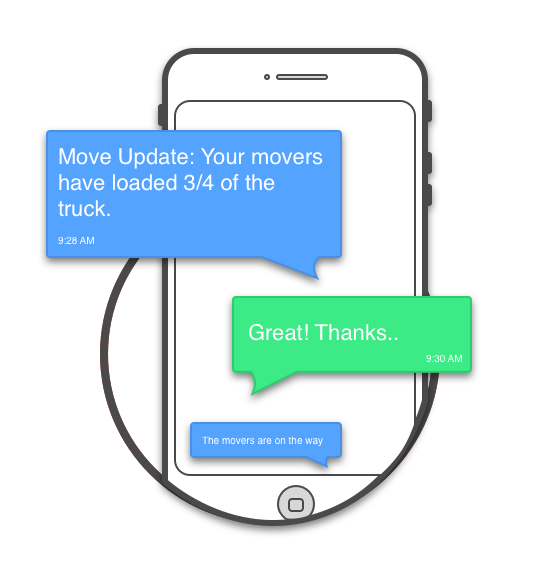 Move Update: Your movers
have loaded 3/4 of the
truck.
9:28 AM
Great! Thanks..
9:30 AM
The movers are on the way